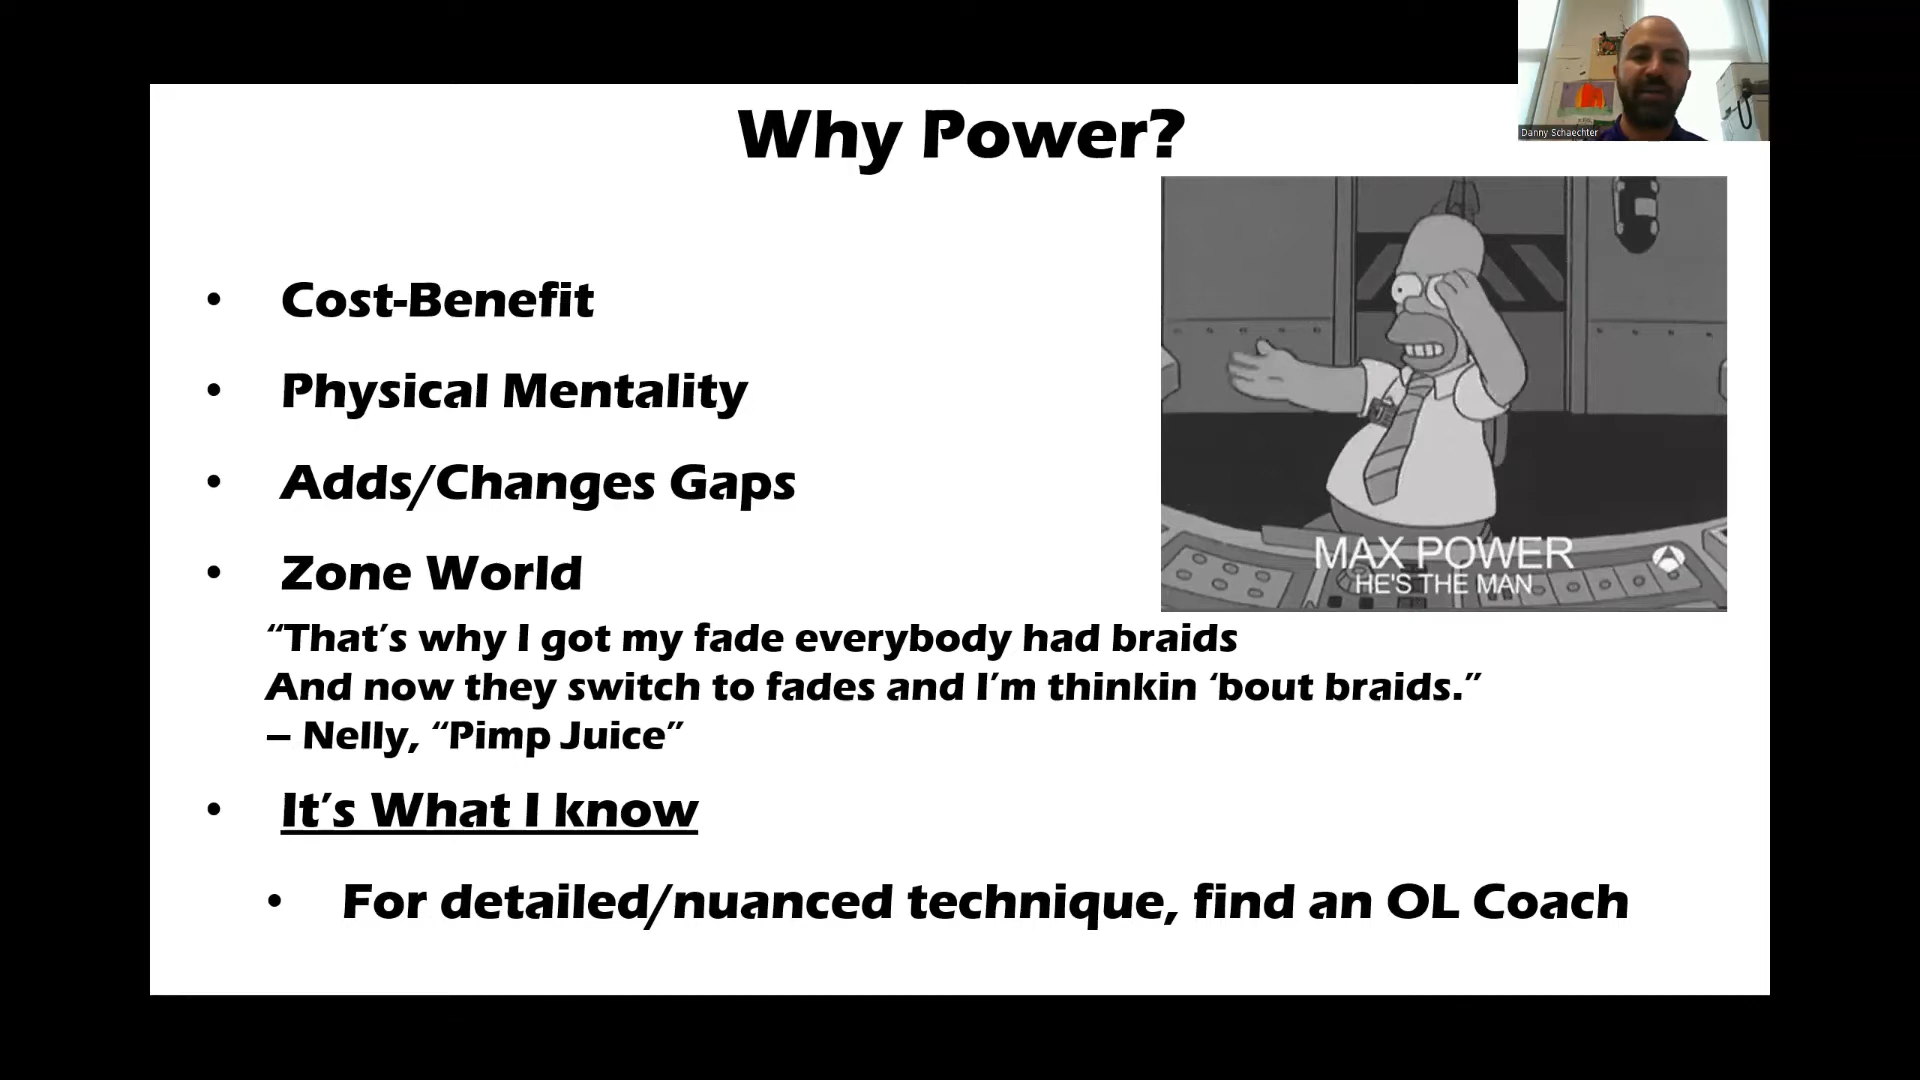 Why Power?
Danny Schaechter
• Cost-Benefit
• Physical Mentality
• Adds/Changes Gaps
• Zone World
MAX POWER
HE'S THE MAN
“That’s why I got my fade everybody had braids
And now they switch to fades and I’m thinkin ‘bout braids.”
– Nelly, “Pimp Juice”
• It’s What I know
• For detailed/nuanced technique, find an OL Coach